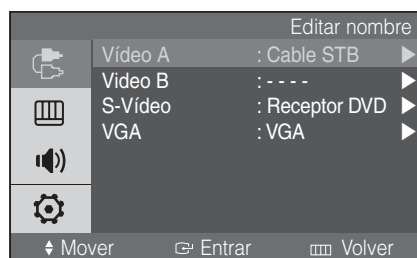 Editar nombre
Vídeo A : Cable STB
Video B : - - - -
S-Vídeo : Receptor DVD
VGA : VGA
Mover Entrar Volver